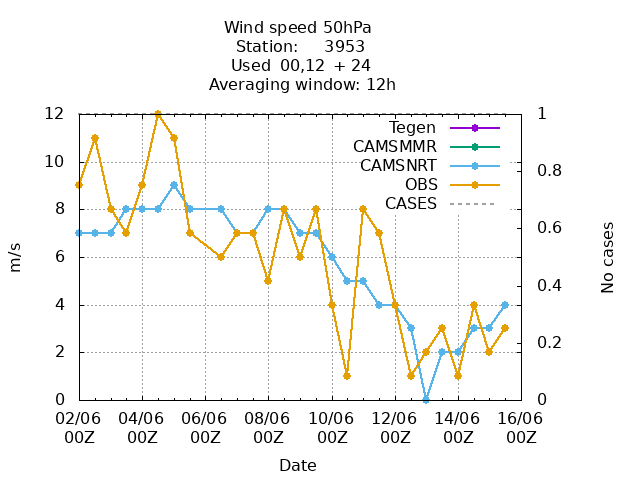 Wind speed 50hPa
Station: 3953
Used 00,12 + 24
Averaging window: 12h
12
10
8
6
4
2
0
m/s
1
0.8
0.6
0.4
0.2
0
No cases
Tegen
CAMSMMR
CAMSNRT
OBS
CASES
02/06 04/06 06/06 08/06 10/06 12/06 14/06 16/06
00Z 00Z 00Z 00Z 00Z 00Z 00Z 00Z
Date